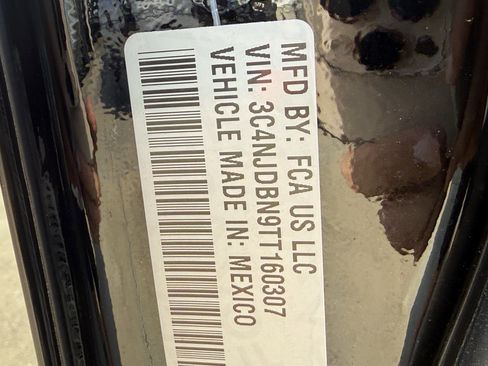 MFD BY: FCA US LLC
VIN: 3C4NJDBN9TT160307
VEHICLE MADE IN: MEXICO